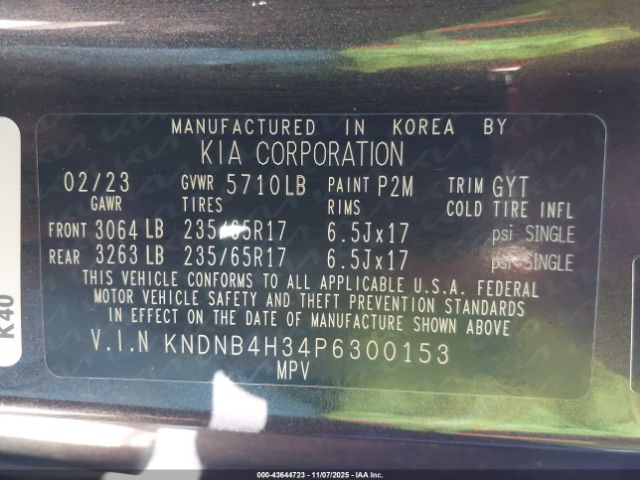 MANUFACTURED IN KOREA BY
KIA CORPORATION
02/23 GVWR 5710LB PAINT P2M TRIM GYT
GAWR TIRES RIMS COLD TIRE INFL
FRONT 3064 LB 235/65R17 6.5Jx17 psi SINGLE
REAR 3263 LB 235/65R17 6.5Jx17 psi SINGLE
THIS VEHICLE CONFORMS TO ALL APPLICABLE U.S.A. FEDERAL
MOTOR VEHICLE SAFETY AND THEFT PREVENTION STANDARDS
IN EFFECT ON THE DATE OF MANUFACTURE SHOWN ABOVE
V.I.N KNDNB4H34P6300153
MPV
K40
000-43644723 - 11/07/2025 - IAA Inc.